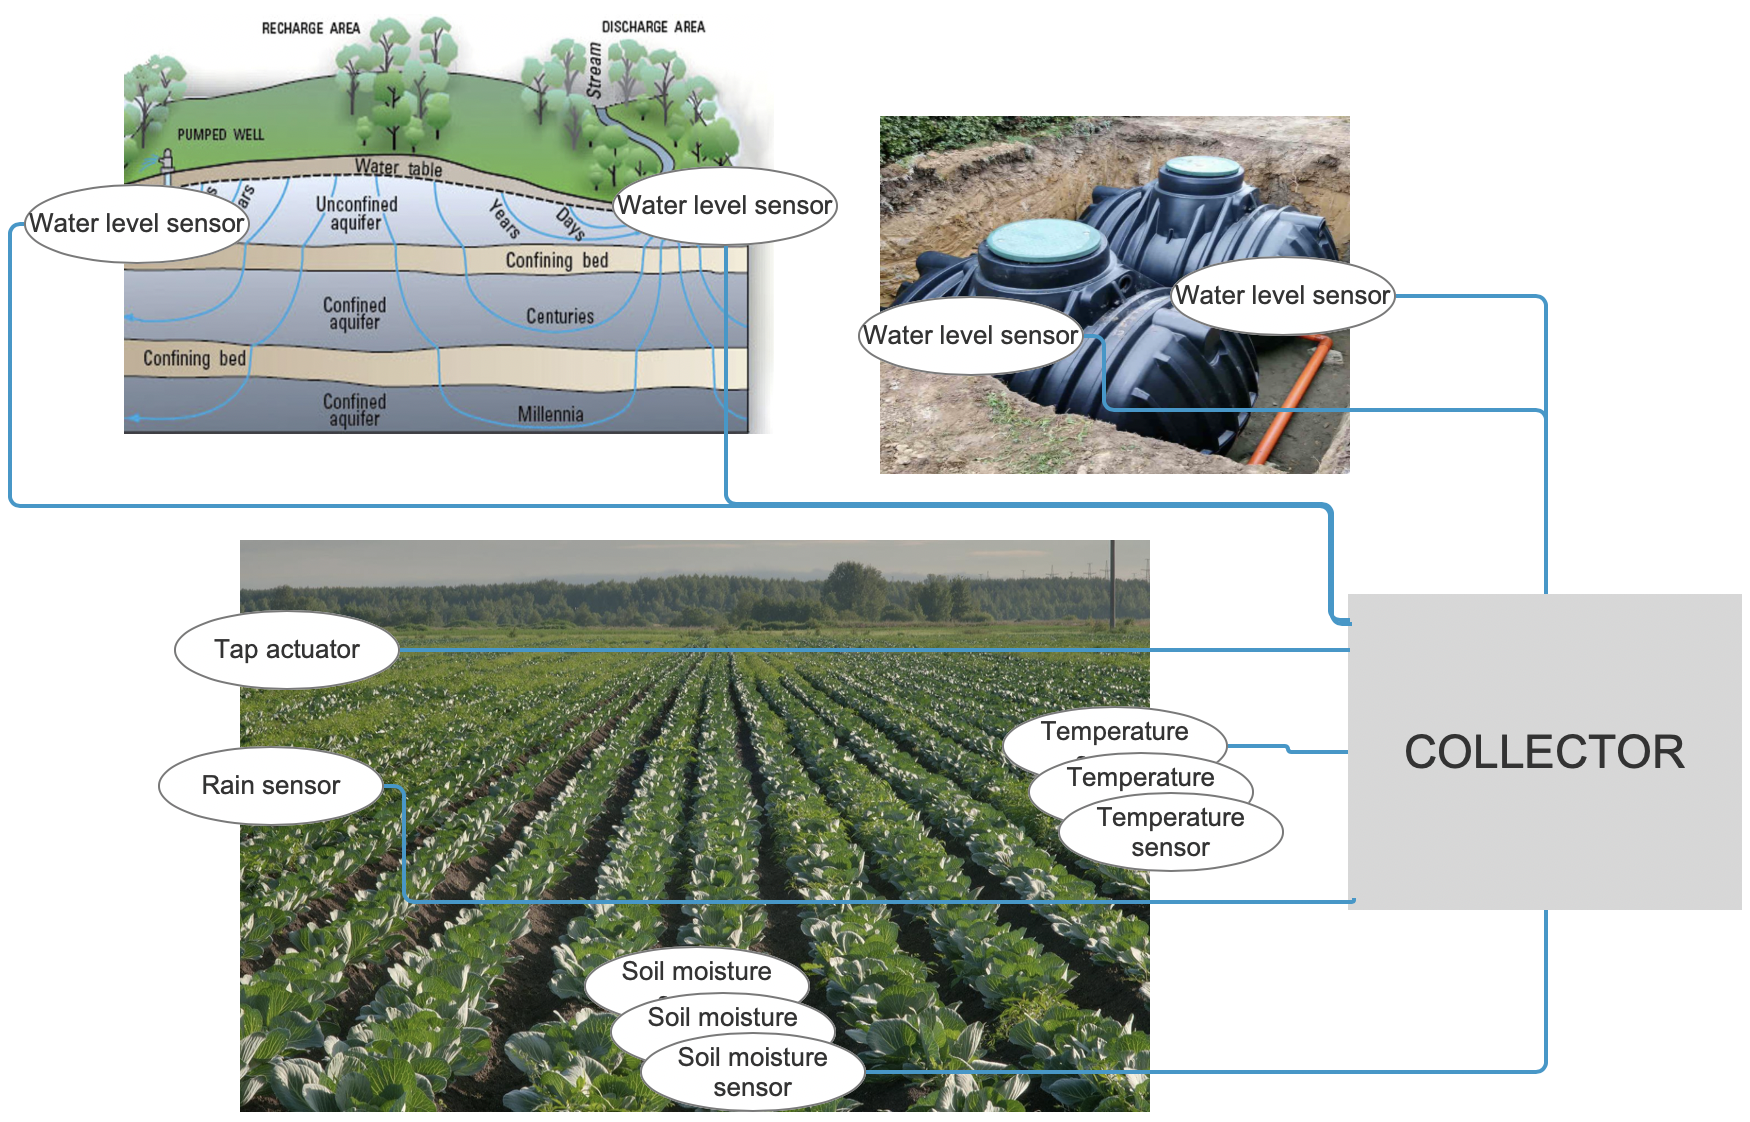 RECHARGE AREA
DISCHARGE AREA
Stream
PUMPED WELL
Water table
Water level sensor
ars
Unconfined
aquifer
Years
Days
Water level sensor
Confining bed
Confined
aquifer
Centuries
Confining bed
Confined
aquifer
Millennia
Water level sensor
Water level sensor
Tap actuator
Rain sensor
Temperature
Temperature
Temperature
sensor
COLLECTOR
Soil moisture
Soil moisture
Soil moisture
sensor